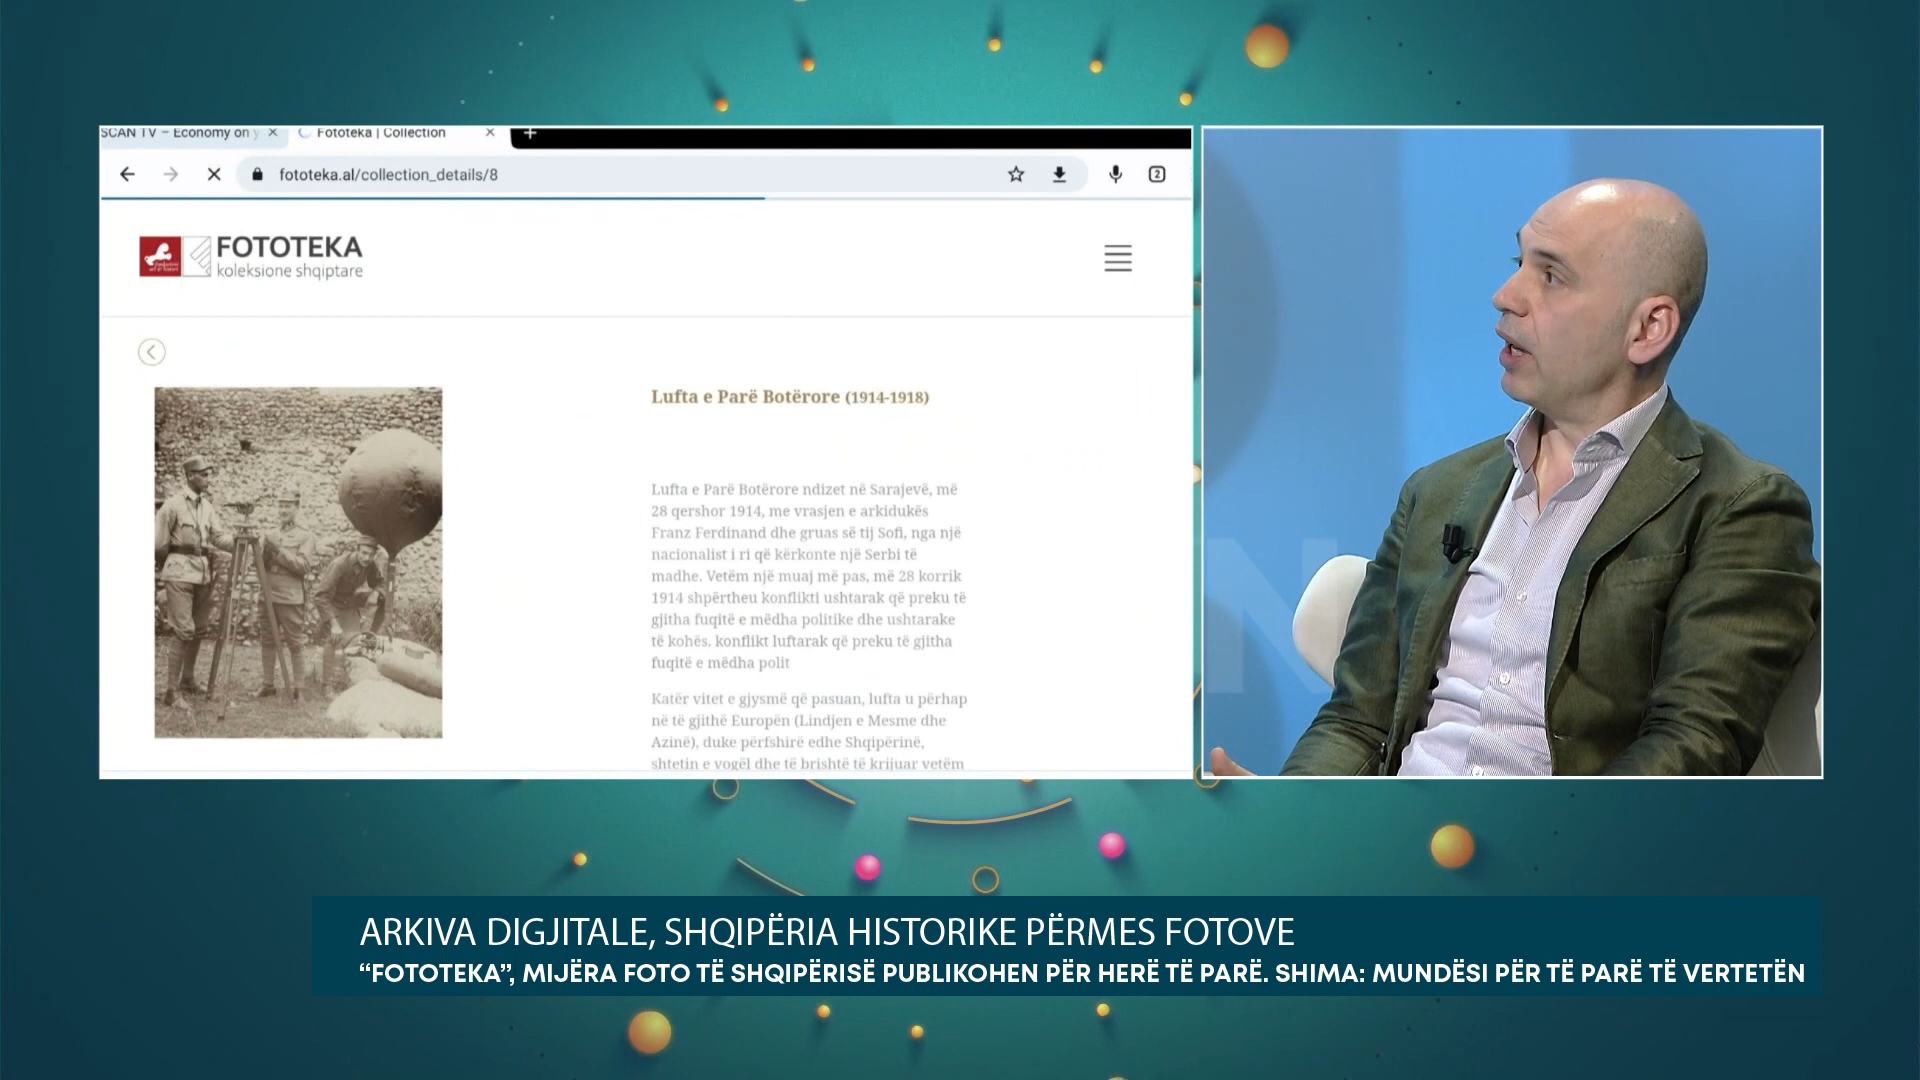 SCAN TV – Economy on y
Fototeka | Collection
fototeka.al/collection_details/8
2
FOTOTEKA
koleksione shqiptare
Lufta e Parë Botërore (1914-1918)
Lufta e Parë Botërore ndizet në Sarajevë, më
28 qershor 1914, me vrasjen e arkidukës
Franz Ferdinand dhe gruas së tij Sofi, nga një
nacionalist i ri që kërkonte një Serbi të
madhe. Vetëm një muaj më pas, më 28 korrik
1914 shpërtheu konflikti ushtarak që preku të
gjitha fuqitë e mëdha politike dhe ushtarake
të kohës. konflikt luftarak që preku të gjitha
fuqitë e mëdha polit
Katër vitet e gjysmë që pasuan, lufta u përhap
në të gjithë Europën (Lindjen e Mesme dhe
Azinë), duke përfshirë edhe Shqipërinë,
shtetin e vogël dhe të brishtë të krijuar vetëm
ARKIVA DIGJITALE, SHQIPËRIA HISTORIKE PËRMES FOTOVE
“FOTOTEKA”, MIJËRA FOTO TË SHQIPËRISË PUBLIKOHEN PËR HERË TË PARË. SHIMA: MUNDËSI PËR TË PARË TË VERTETËN